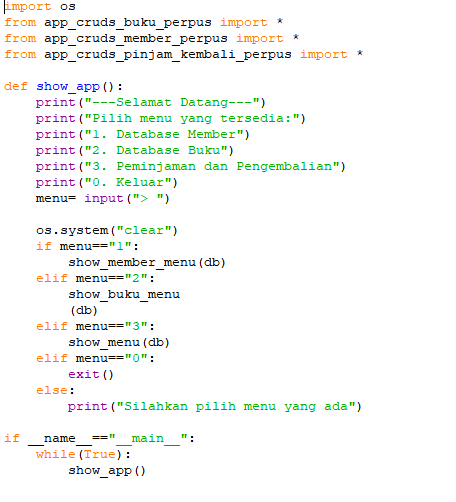 import os
from app_cruds_buku_perpus import *
from app_cruds_member_perpus import *
from app_cruds_pinjam_kembali_perpus import *

def show_app():
    print("---Selamat Datang---")
    print("Pilih menu yang tersedia:")
    print("1. Database Member")
    print("2. Database Buku")
    print("3. Peminjaman dan Pengembalian")
    print("0. Keluar")
    menu= input("> ")

    os.system("clear")
    if menu=="1":
        show_member_menu(db)
    elif menu=="2":
        show_buku_menu
        (db)
    elif menu=="3":
        show_menu(db)
    elif menu=="0":
        exit()
    else:
        print("Silahkan pilih menu yang ada")

if __name__=="__main__":
    while(True):
        show_app()